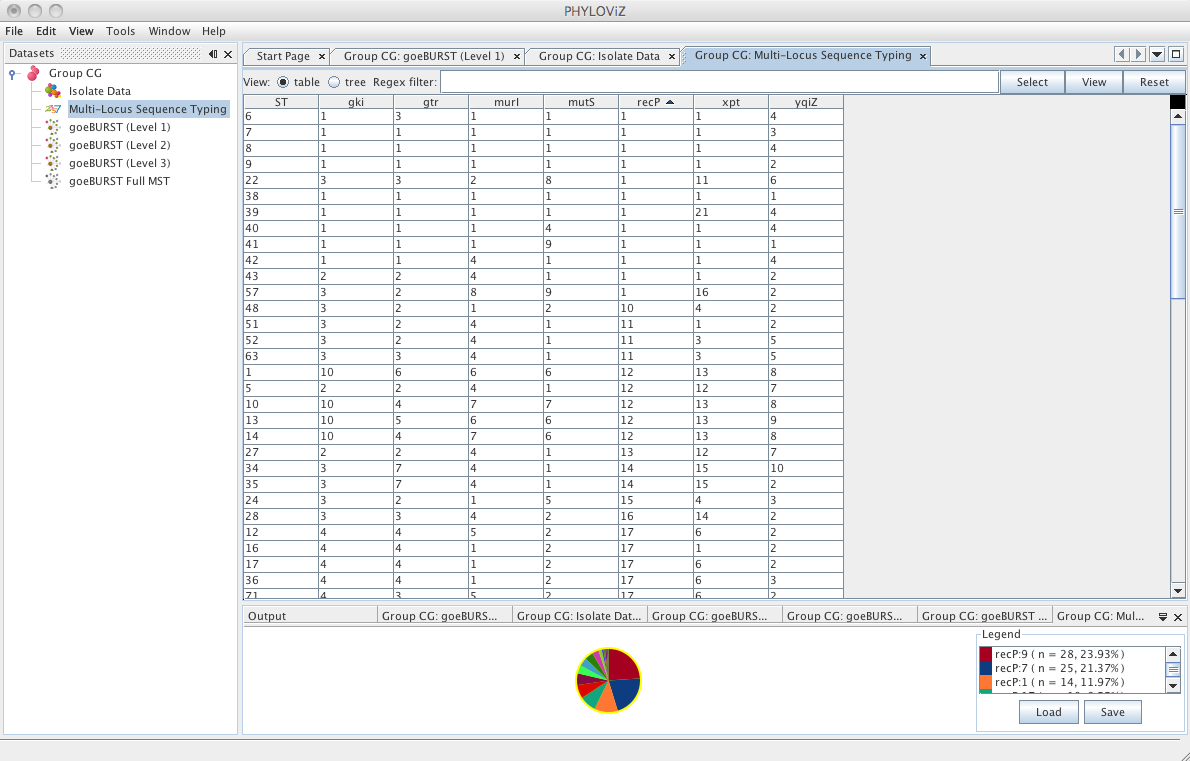 PHYLOViZ
File Edit View Tools Window Help
Datasets
Group CG
Isolate Data
Multi-Locus Sequence Typing
goeBURST (Level 1)
goeBURST (Level 2)
goeBURST (Level 3)
goeBURST Full MST
Start Page Group CG: goeBURST (Level 1) Group CG: Isolate Data Group CG: Multi-Locus Sequence Typing
View: table tree Regex filter: Select View Reset
ST gki gtr murI mutS recP xpt yqiZ
6 1 3 1 1 1 1 4
7 1 1 1 1 1 1 3
8 1 1 1 1 1 1 4
9 1 1 1 1 1 1 2
22 3 3 2 8 1 11 6
38 1 1 1 1 1 1 1
39 1 1 1 1 1 21 4
40 1 1 1 4 1 1 4
41 1 1 1 9 1 1 1
42 1 1 4 1 1 1 4
43 2 2 4 1 1 1 2
57 3 2 8 9 1 16 2
48 3 2 1 2 10 4 2
51 3 2 4 1 11 1 2
52 3 2 4 1 11 3 5
63 3 3 4 1 11 3 5
1 10 6 6 6 12 13 8
5 2 2 4 1 12 12 7
10 10 4 7 7 12 13 8
13 10 5 6 6 12 13 9
14 10 4 7 6 12 13 8
27 2 2 4 1 13 12 7
34 3 7 4 1 14 15 10
35 3 7 4 1 14 15 2
24 3 2 1 5 15 4 3
28 3 3 4 2 16 14 2
12 4 4 5 2 17 6 2
16 4 4 1 2 17 1 2
17 4 4 1 2 17 6 2
36 4 4 1 2 17 6 3
71 4 3 5 2 17 6 2
Output Group CG: goeBURS... Group CG: Isolate Dat... Group CG: goeBURS... Group CG: goeBURS... Group CG: goeBURST ... Group CG: Mul...
Legend
recP:9 ( n = 28, 23.93%)
recP:7 ( n = 25, 21.37%)
recP:1 ( n = 14, 11.97%)
Load Save